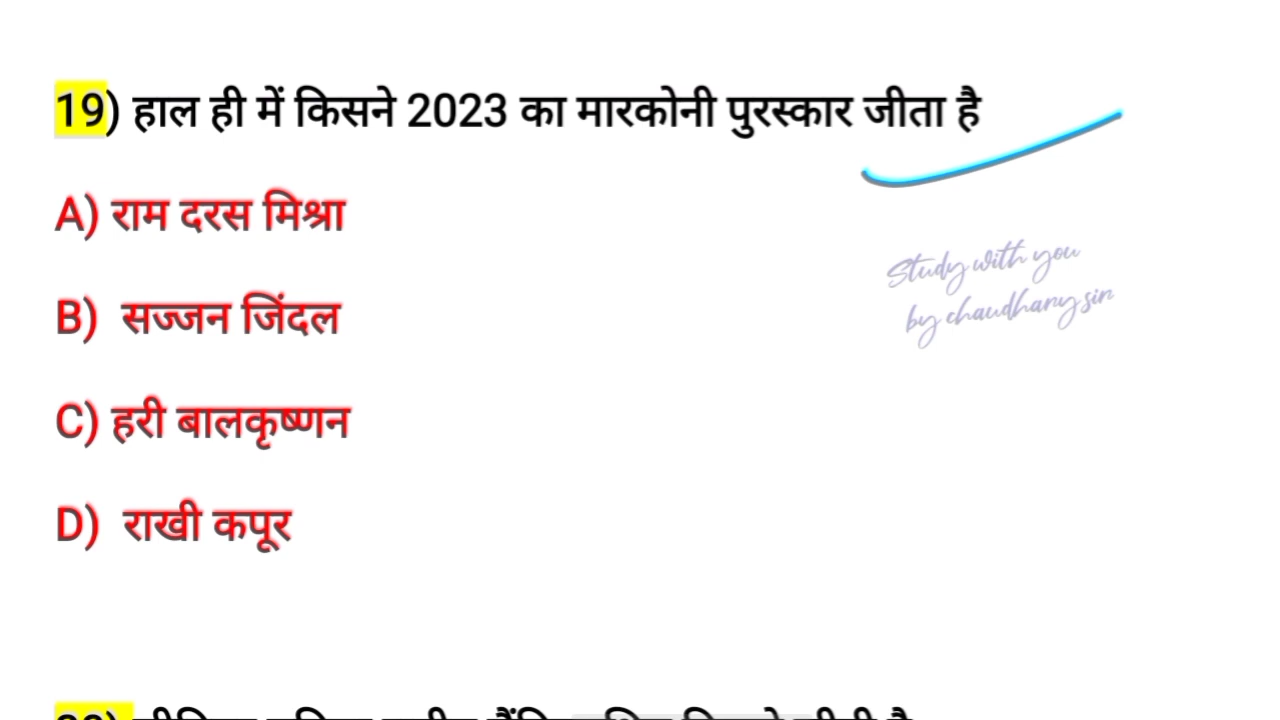 19) हाल ही में किसने 2023 का मारकोनी पुरस्कार जीता है
A) राम दरस मिश्रा
Study with you
by chaudhary sir
B) सज्जन जिंदल
C) हरी बालकृष्णन
D) राखी कपूर